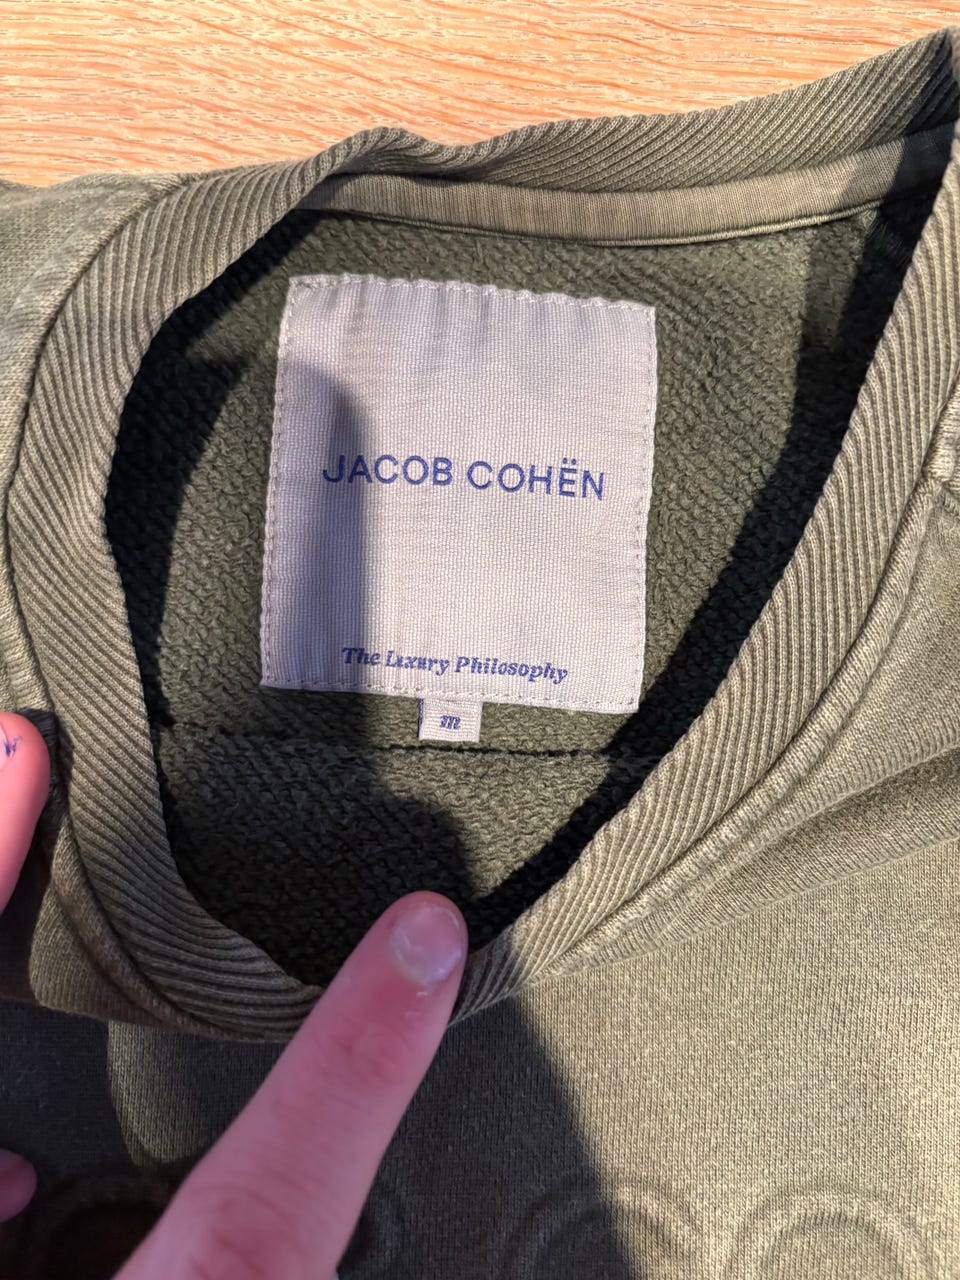 JACOB COHËN
The Luxury Philosophy
m